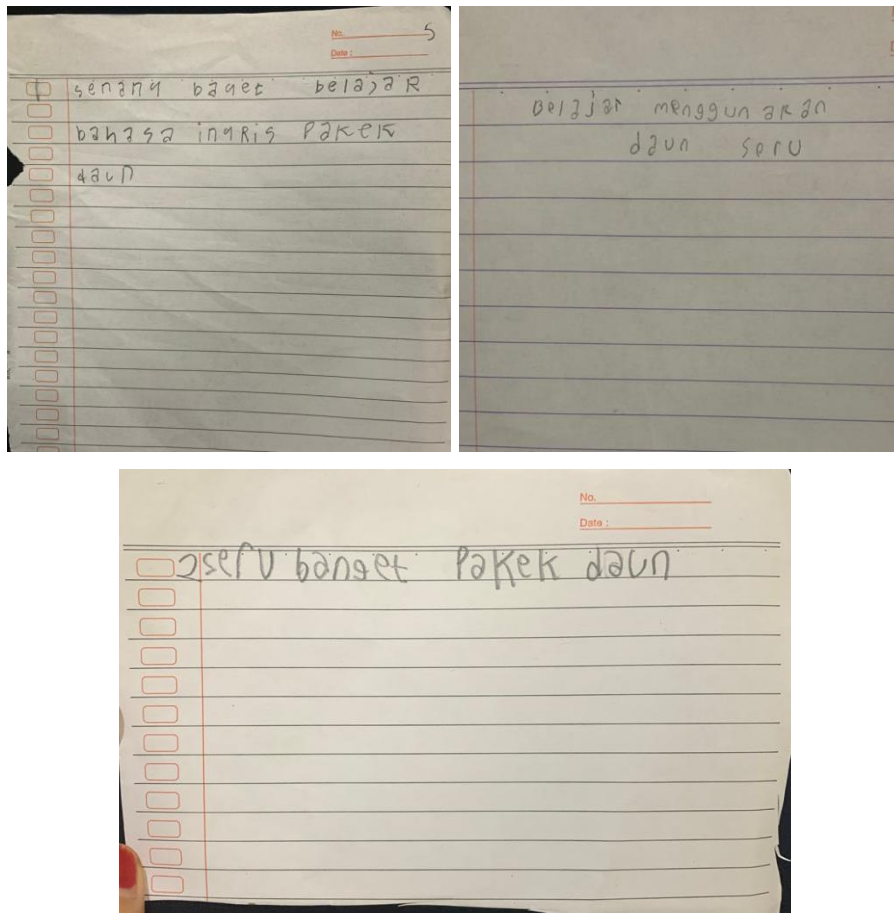 No. 5
Date :
1 senang baget belajaR
bahasa ingRis Pakek
daun
Belajar menggunakan
daun seru
No.
Date :
2 seru banget Pakek daun